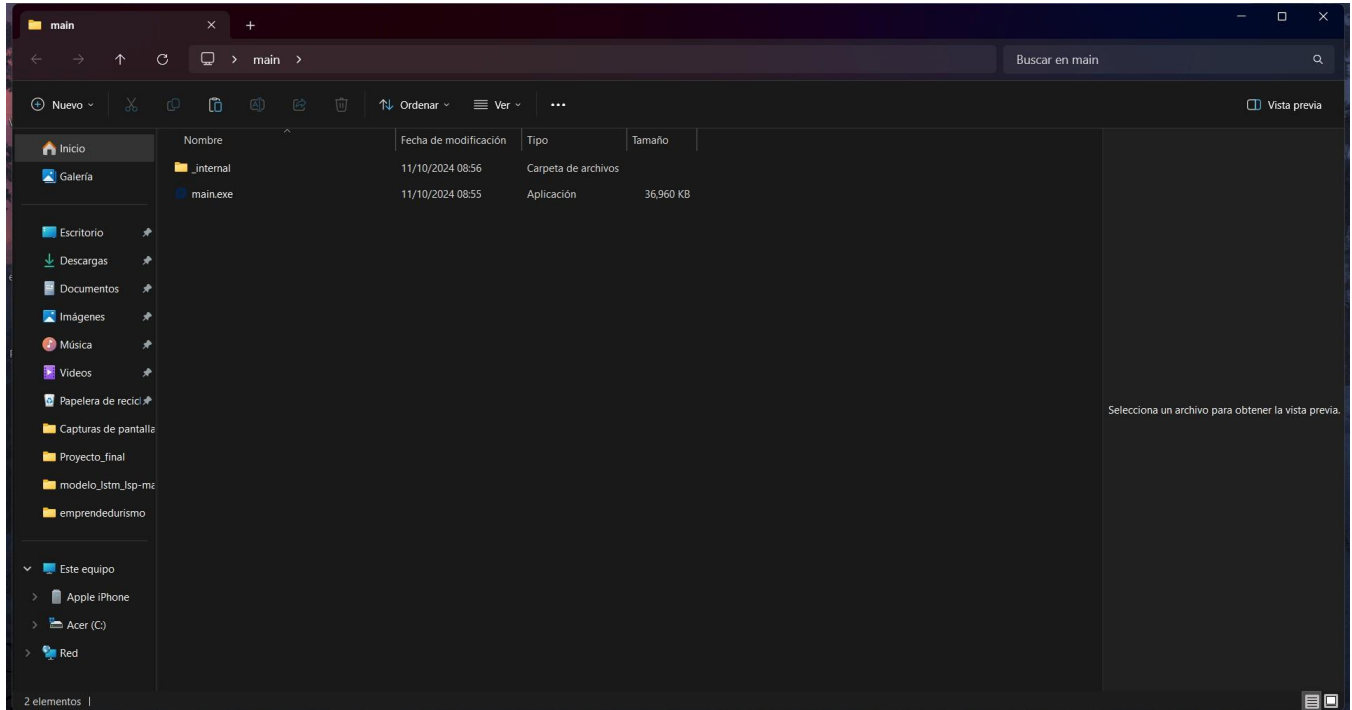 main
main
Buscar en main
Nuevo
Ordenar
Ver
Vista previa
Inicio
Galería
Escritorio
Descargas
Documentos
Imágenes
Música
Videos
Papelera de recicl
Capturas de pantalla
Proyecto_final
modelo_lstm_lsp-ma
emprendedurismo
Este equipo
Apple iPhone
Acer (C:)
Red
Nombre Fecha de modificación Tipo Tamaño
_internal 11/10/2024 08:56 Carpeta de archivos
main.exe 11/10/2024 08:55 Aplicación 36,960 KB
Selecciona un archivo para obtener la vista previa.
2 elementos